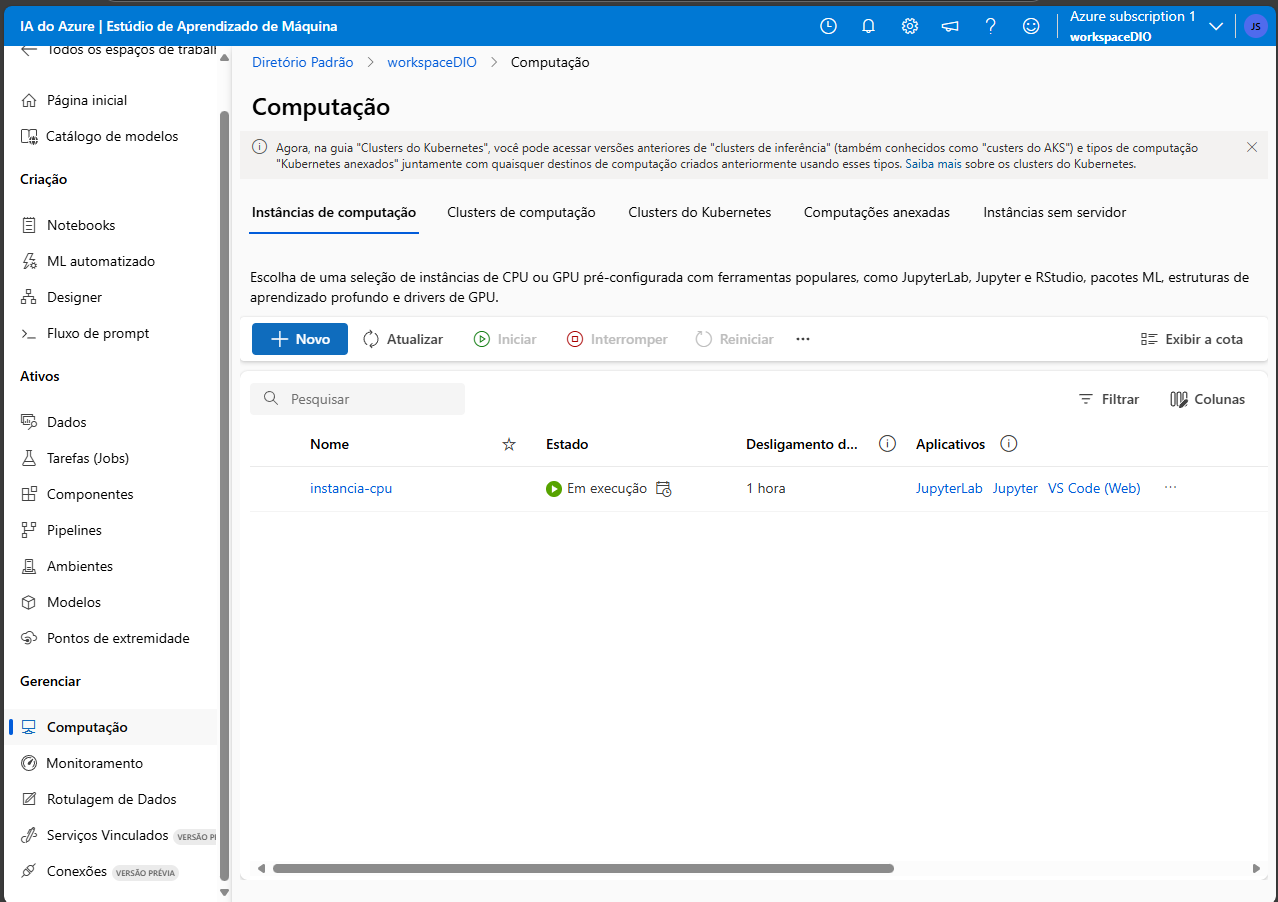 IA do Azure | Estúdio de Aprendizado de Máquina
Azure subscription 1
workspaceDIO
JS
Todos os espaços de trabalh
Página inicial
Catálogo de modelos
Criação
Notebooks
ML automatizado
Designer
Fluxo de prompt
Ativos
Dados
Tarefas (Jobs)
Componentes
Pipelines
Ambientes
Modelos
Pontos de extremidade
Gerenciar
Computação
Monitoramento
Rotulagem de Dados
Serviços Vinculados VERSÃO PR
Conexões VERSÃO PRÉVIA
Diretório Padrão > workspaceDIO > Computação
Computação
Agora, na guia "Clusters do Kubernetes", você pode acessar versões anteriores de "clusters de inferência" (também conhecidos como "custers do AKS") e tipos de computação
"Kubernetes anexados" juntamente com quaisquer destinos de computação criados anteriormente usando esses tipos. Saiba mais sobre os clusters do Kubernetes.
Instâncias de computação Clusters de computação Clusters do Kubernetes Computações anexadas Instâncias sem servidor
Escolha de uma seleção de instâncias de CPU ou GPU pré-configurada com ferramentas populares, como JupyterLab, Jupyter e RStudio, pacotes ML, estruturas de
aprendizado profundo e drivers de GPU.
Novo Atualizar Iniciar Interromper Reiniciar ... Exibir a cota
Pesquisar Filtrar Colunas
Nome Estado Desligamento d... Aplicativos
instancia-cpu Em execução 1 hora JupyterLab Jupyter VS Code (Web) ...